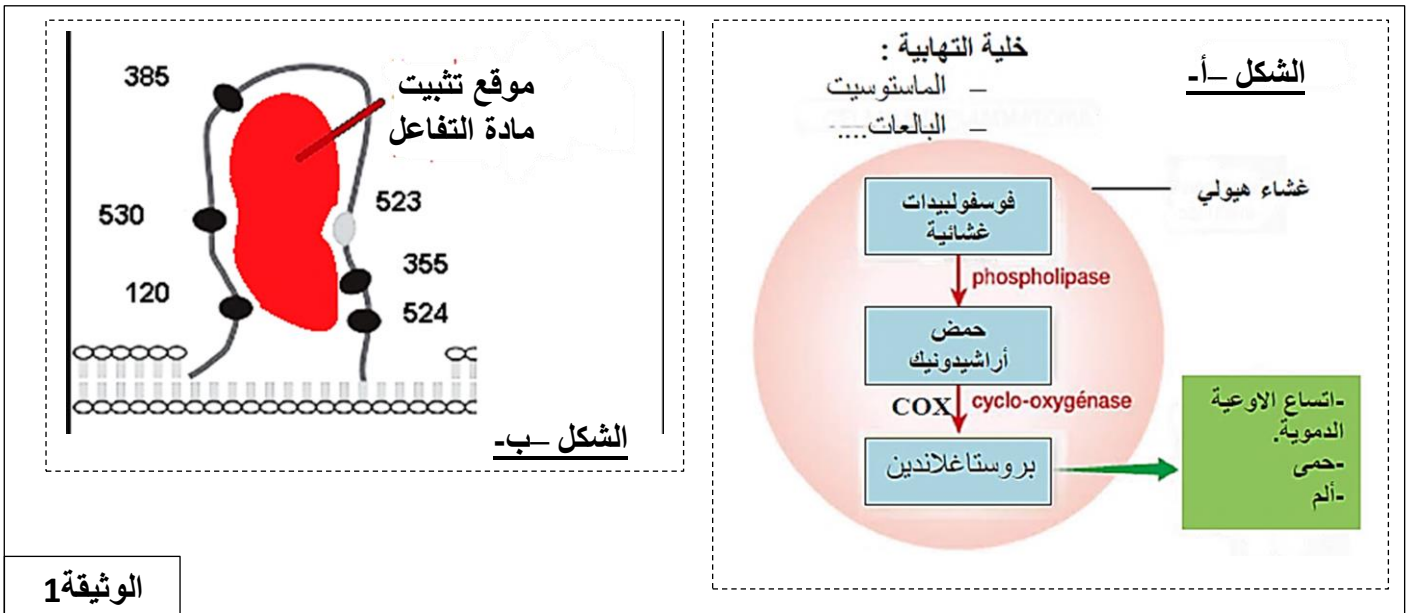 الشكل –أ-
خلية التهابية :
– الماستوسيت
– البالعات....
غشاء هيولي
فوسفولبيدات
غشائية
phospholipase
حمض
أراشيدونيك
COX
cyclo-oxygénase
بروستاغلاندين
-اتساع الاوعية
الدموية.
-حمى
-ألم
385
موقع تثبيت
مادة التفاعل
530
523
355
120
524
الشكل –ب-
الوثيقة1